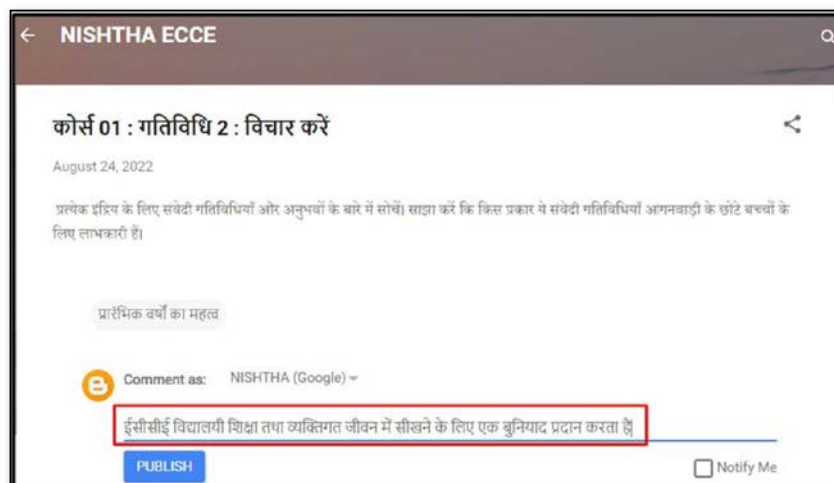 NISHTHA ECCE
कोर्स 01 : गतिविधि 2 : विचार करें
August 24, 2022
प्रत्येक इंद्रिय के लिए संवेदी गतिविधियाँ और अनुभवों के बारे में सोचें। साझा करें कि किस प्रकार ये संवेदी गतिविधियाँ आंगनवाड़ी के छोटे बच्चों के
लिए लाभकारी हैं।
प्रारंभिक वर्षों का महत्व
Comment as: NISHTHA (Google)
ईसीसीई विद्यालयी शिक्षा तथा व्यक्तिगत जीवन में सीखने के लिए एक बुनियाद प्रदान करता है|
PUBLISH Notify Me